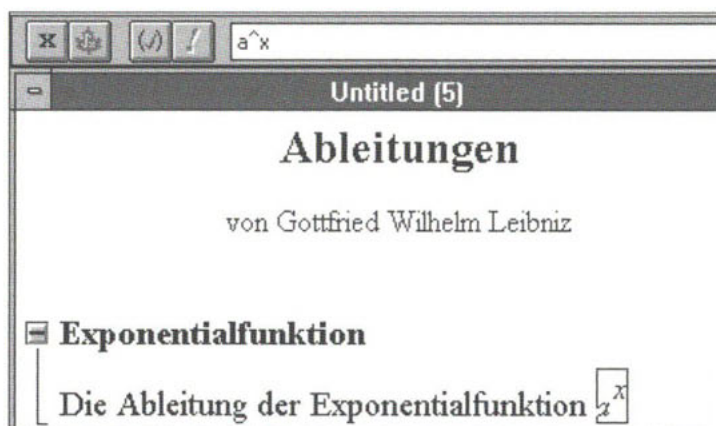 x (√) ! a^x
Untitled (5)
Ableitungen
von Gottfried Wilhelm Leibniz
Exponentialfunktion
Die Ableitung der Exponentialfunktion a^x